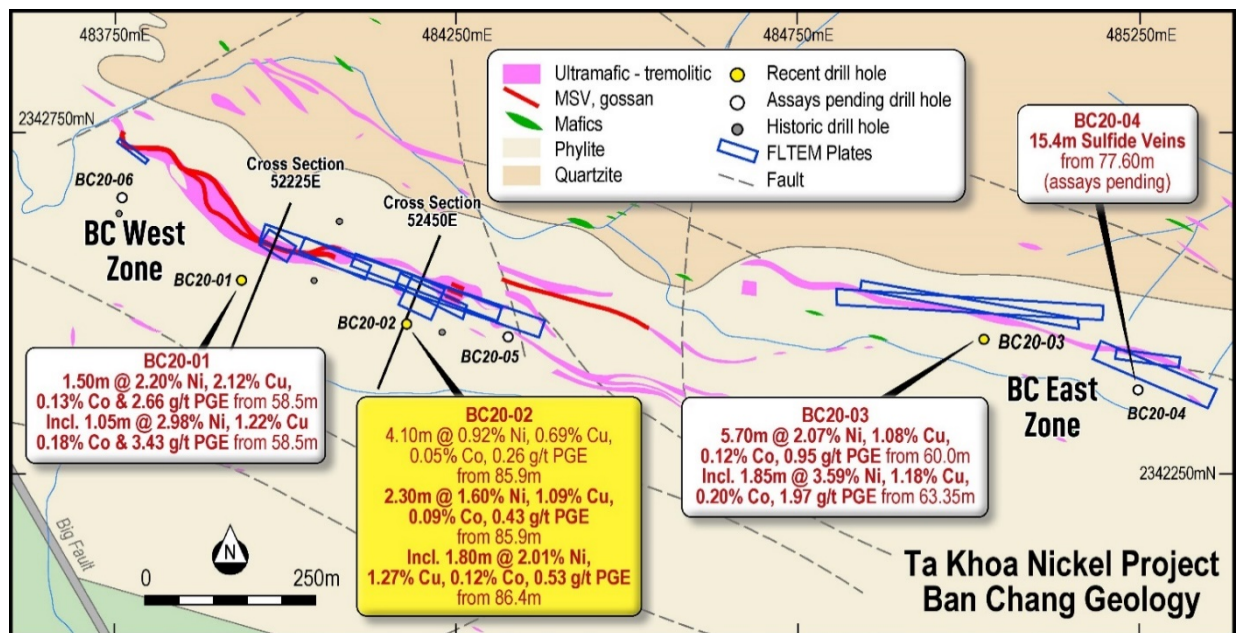 483750mE
484250mE
484750mE
485250mE
2342750mN
Ultramafic - tremolitic
MSV, gossan
Mafics
Phylite
Quartzite
Recent drill hole
Assays pending drill hole
Historic drill hole
FLTEM Plates
Fault
BC20-04
15.4m Sulfide Veins
from 77.60m
(assays pending)
Cross Section
52225E
Cross Section
52450E
BC20-06
BC West
Zone
BC20-01
BC20-02
BC20-05
BC20-03
BC East
Zone
BC20-04
BC20-01
1.50m @ 2.20% Ni, 2.12% Cu,
0.13% Co & 2.66 g/t PGE from 58.5m
Incl. 1.05m @ 2.98% Ni, 1.22% Cu
0.18% Co & 3.43 g/t PGE from 58.5m
BC20-02
4.10m @ 0.92% Ni, 0.69% Cu,
0.05% Co, 0.26 g/t PGE
from 85.9m
2.30m @ 1.60% Ni, 1.09% Cu,
0.09% Co, 0.43 g/t PGE
from 85.9m
Incl. 1.80m @ 2.01% Ni,
1.27% Cu, 0.12% Co, 0.53 g/t PGE
from 86.4m
BC20-03
5.70m @ 2.07% Ni, 1.08% Cu,
0.12% Co, 0.95 g/t PGE from 60.0m
Incl. 1.85m @ 3.59% Ni, 1.18% Cu,
0.20% Co, 1.97 g/t PGE from 63.35m
2342250mN
Big Fault
N
0
250m
Ta Khoa Nickel Project
Ban Chang Geology